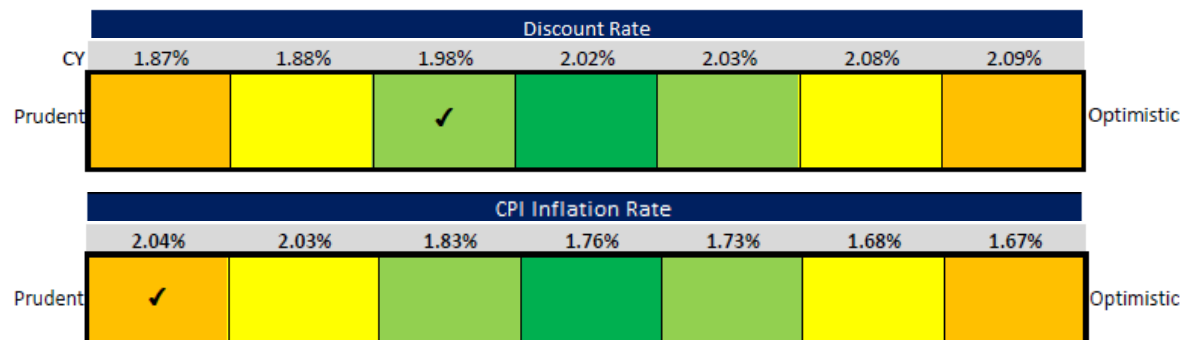 Discount Rate
CY 1.87% 1.88% 1.98% 2.02% 2.03% 2.08% 2.09%
Prudent ✓ Optimistic
CPI Inflation Rate
2.04% 2.03% 1.83% 1.76% 1.73% 1.68% 1.67%
Prudent ✓ Optimistic